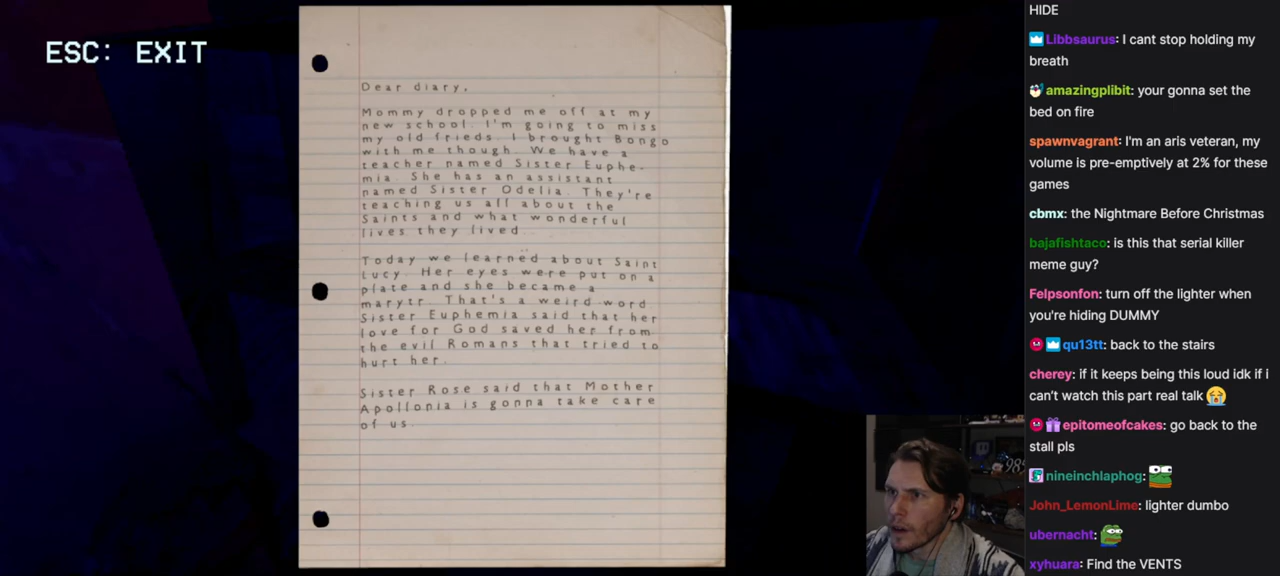 ESC: EXIT
Dear diary,
Mommy dropped me off at my
new school. I'm going to miss
my old frieds. I brought Bongo
with me though. We have a
teacher named Sister Euphe-
mia. She has an assistant
named Sister Odelia. They're
teaching us all about the
Saints and what wonderful
lives they lived.
Today we learned about Saint
Lucy. Her eyes were put on a
plate and she became a
marytr. That's a weird word
Sister Euphemia said that her
love for God saved her from
the evil Romans that tried to
hurt her.
Sister Rose said that Mother
Apollonia is gonna take care
of us.
HIDE
Libbsaurus: I cant stop holding my
breath
amazingplibit: your gonna set the
bed on fire
spawnvagrant: I'm an aris veteran, my
volume is pre-emptively at 2% for these
games
cbmx: the Nightmare Before Christmas
bajafishtaco: is this that serial killer
meme guy?
Felpsonfon: turn off the lighter when
you're hiding DUMMY
qu13tt: back to the stairs
cherey: if it keeps being this loud idk if i
can't watch this part real talk 😭
epitomeofcakes: go back to the
stall pls
nineinchlaphog:
John_LemonLime: lighter dumbo
ubernacht:
xyhuara: Find the VENTS